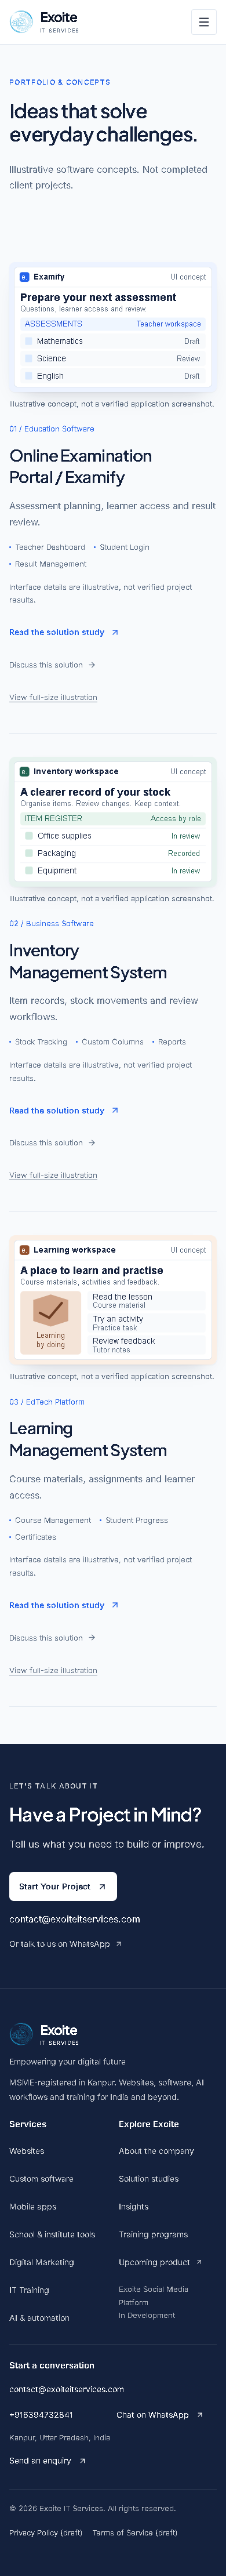 Exoite
IT SERVICES
PORTFOLIO & CONCEPTS
Ideas that solve
everyday challenges.
Illustrative software concepts. Not completed
client projects.
e. Examify UI concept
Prepare your next assessment
Questions, learner access and review.
ASSESSMENTS Teacher workspace
Mathematics Draft
Science Review
English Draft
Illustrative concept, not a verified application screenshot.
01 / Education Software
Online Examination
Portal / Examify
Assessment planning, learner access and result
review.
• Teacher Dashboard • Student Login
• Result Management
Interface details are illustrative, not verified project
results.
Read the solution study ↗
Discuss this solution →
View full-size illustration
e. Inventory workspace UI concept
A clearer record of your stock
Organise items. Review changes. Keep context.
ITEM REGISTER Access by role
Office supplies In review
Packaging Recorded
Equipment In review
Illustrative concept, not a verified application screenshot.
02 / Business Software
Inventory
Management System
Item records, stock movements and review
workflows.
• Stock Tracking • Custom Columns • Reports
Interface details are illustrative, not verified project
results.
Read the solution study ↗
Discuss this solution →
View full-size illustration
e. Learning workspace UI concept
A place to learn and practise
Course materials, activities and feedback.
Learning
by doing
Read the lesson
Course material
Try an activity
Practice task
Review feedback
Tutor notes
Illustrative concept, not a verified application screenshot.
03 / EdTech Platform
Learning
Management System
Course materials, assignments and learner
access.
• Course Management • Student Progress
• Certificates
Interface details are illustrative, not verified project
results.
Read the solution study ↗
Discuss this solution →
View full-size illustration
LET'S TALK ABOUT IT
Have a Project in Mind?
Tell us what you need to build or improve.
Start Your Project ↗
contact@exoiteitservices.com
Or talk to us on WhatsApp ↗
Exoite
IT SERVICES
Empowering your digital future
MSME-registered in Kanpur. Websites, software, AI
workflows and training for India and beyond.
Services
Websites
Custom software
Mobile apps
School & institute tools
Digital Marketing
IT Training
AI & automation
Explore Exoite
About the company
Solution studies
Insights
Training programs
Upcoming product ↗
Exoite Social Media
Platform
In Development
Start a conversation
contact@exoiteitservices.com
+916394732841 Chat on WhatsApp ↗
Kanpur, Uttar Pradesh, India
Send an enquiry ↗
© 2026 Exoite IT Services. All rights reserved.
Privacy Policy (draft) Terms of Service (draft)